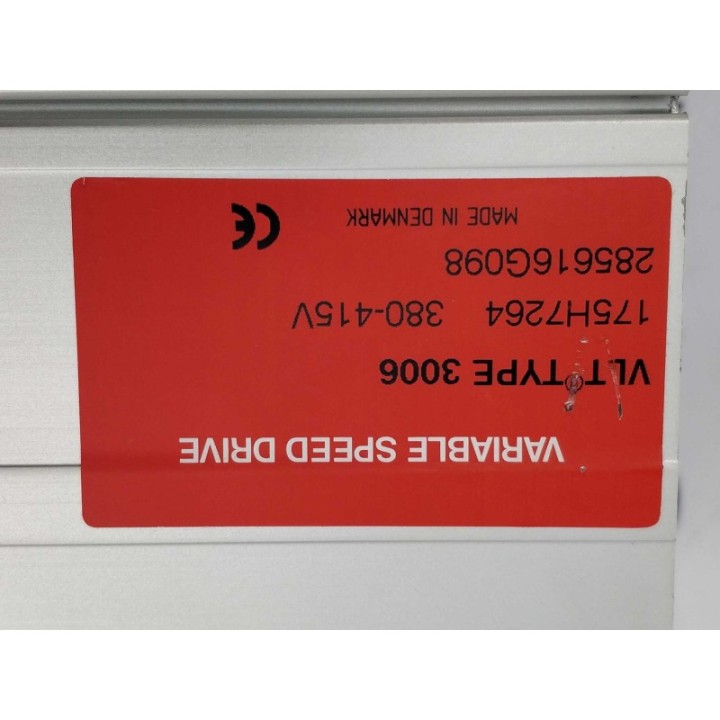 VARIABLE SPEED DRIVE
VLT® TYPE 3006
175H7264 380-415V
285616G098
MADE IN DENMARK CE